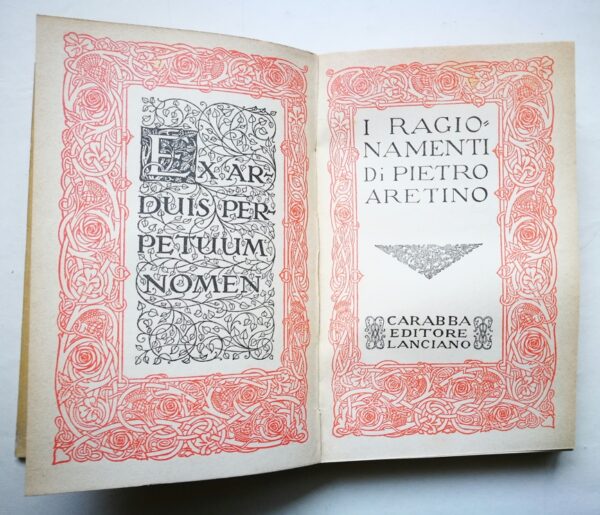 EX AR-
DUIS PER-
PETUUM
NOMEN
I RAGIO=
NAMENTI
Di PIETRO
ARETINO
CARABBA
EDITORE
LANCIANO